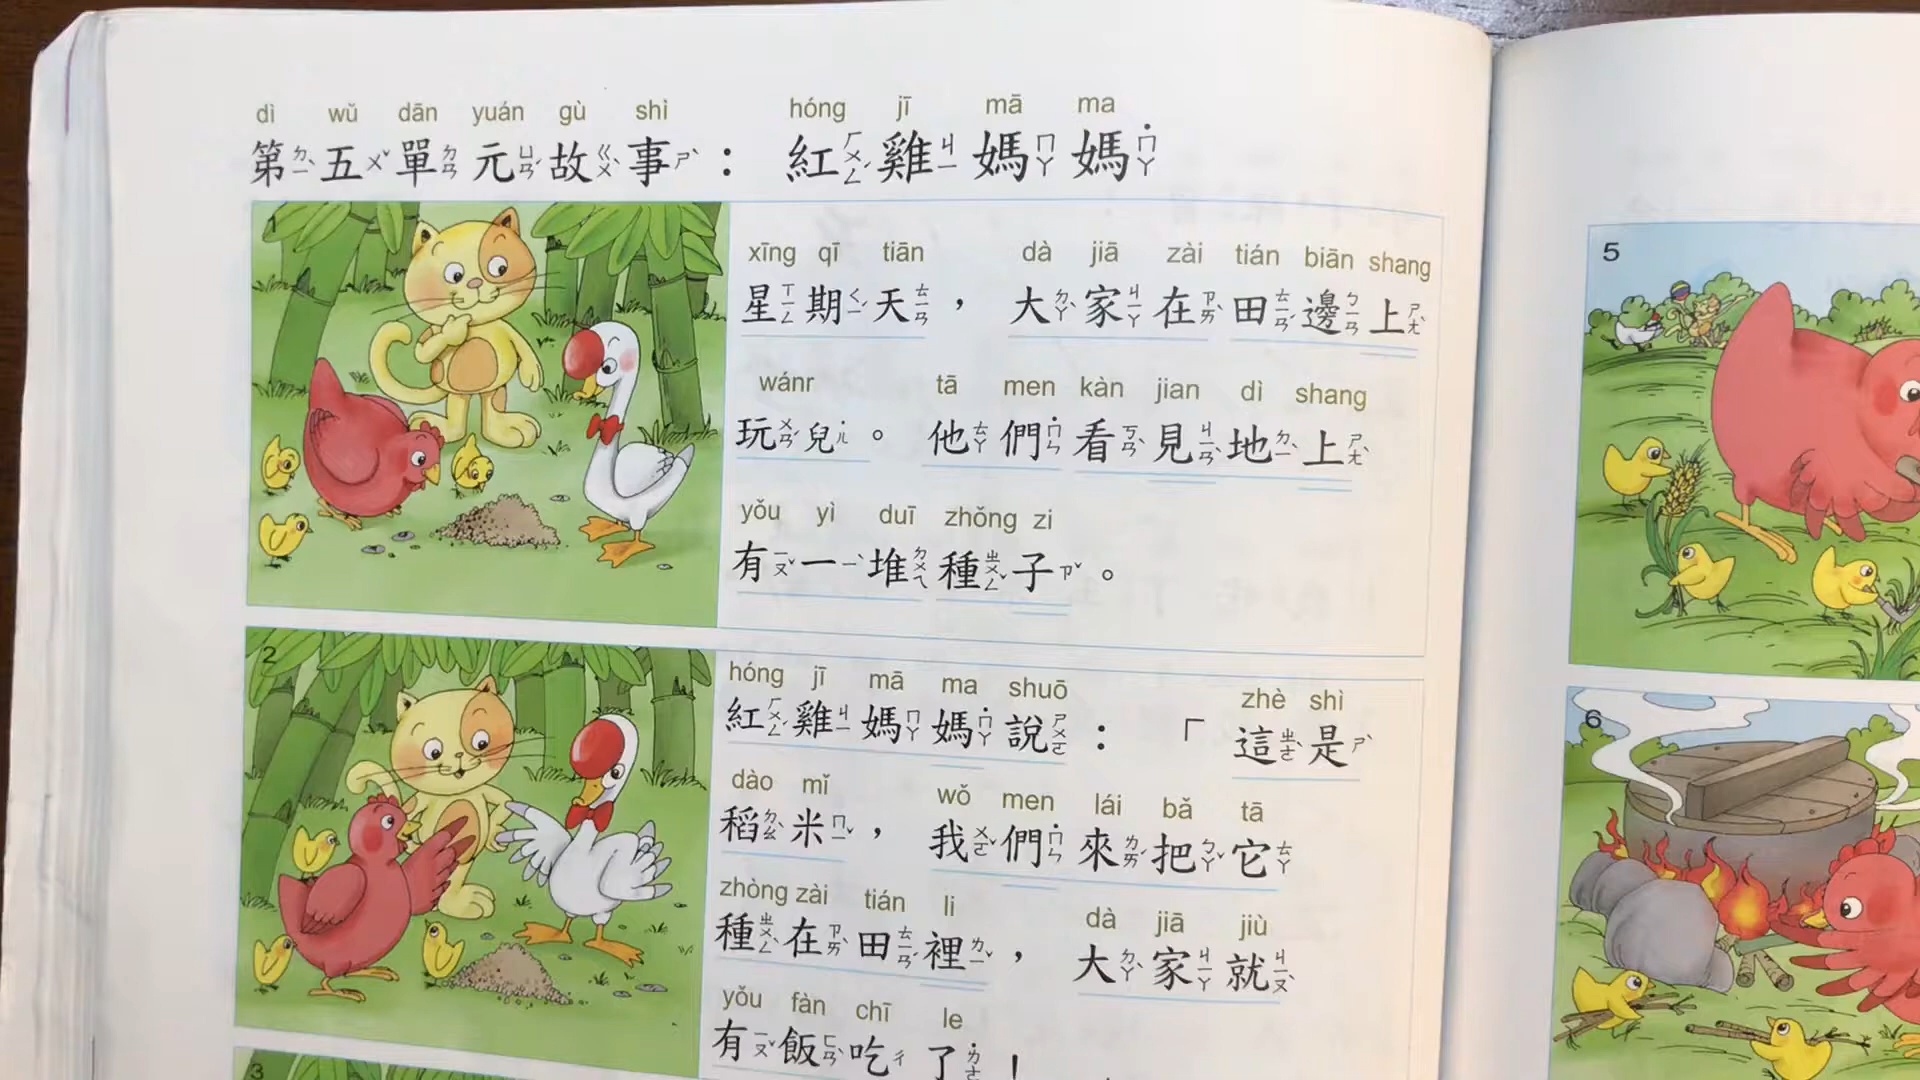 dì wǔ dān yuán gù shì hóng jī mā ma
第五單元故事： 紅雞媽媽
1
xīng qī tiān dà jiā zài tián biān shang
星期天， 大家在田邊上
wánr tā men kàn jian dì shang
玩兒。 他們看見地上
yǒu yì duī zhǒng zi
有一堆種子。
2
hóng jī mā ma shuō zhè shì
紅雞媽媽說： 「這是
dào mǐ wǒ men lái bǎ tā
稻米， 我們來把它
zhòng zài tián li dà jiā jiù
種在田裡， 大家就
yǒu fàn chī le
有飯吃了！
3
5
6